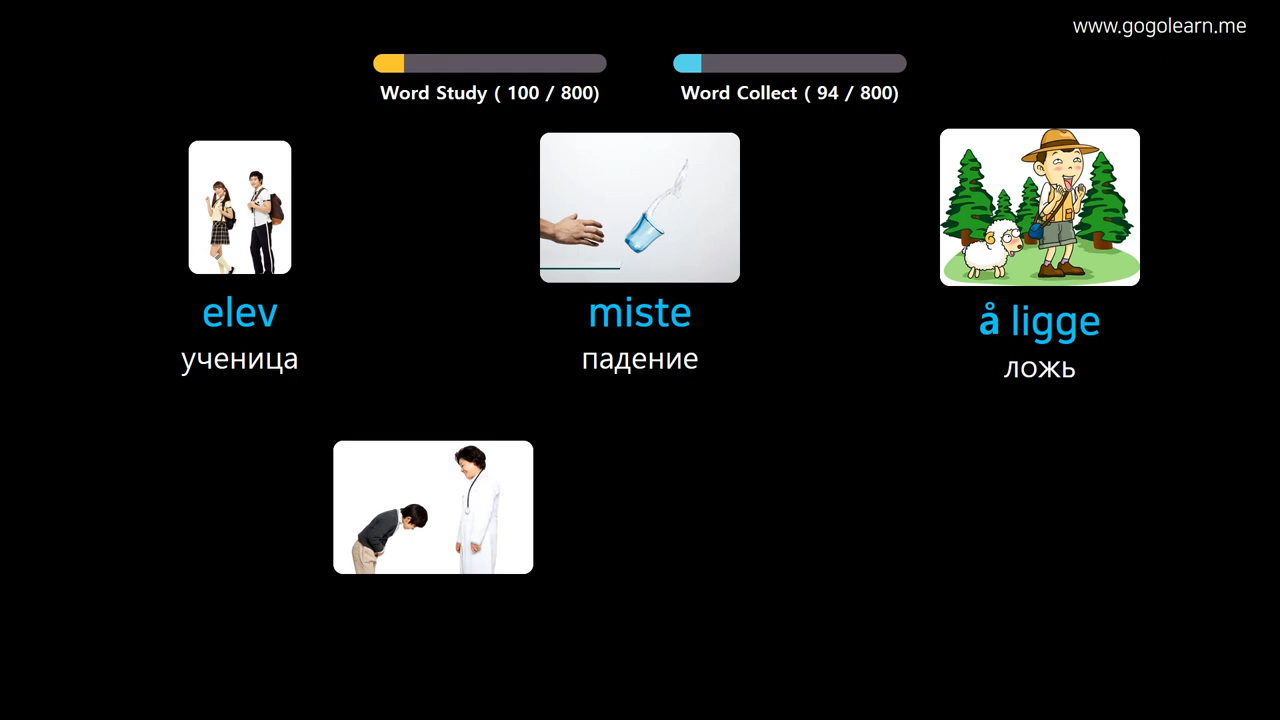 www.gogolearn.me
Word Study ( 100 / 800)
Word Collect ( 94 / 800)
elev
ученица
miste
падение
å ligge
ложь